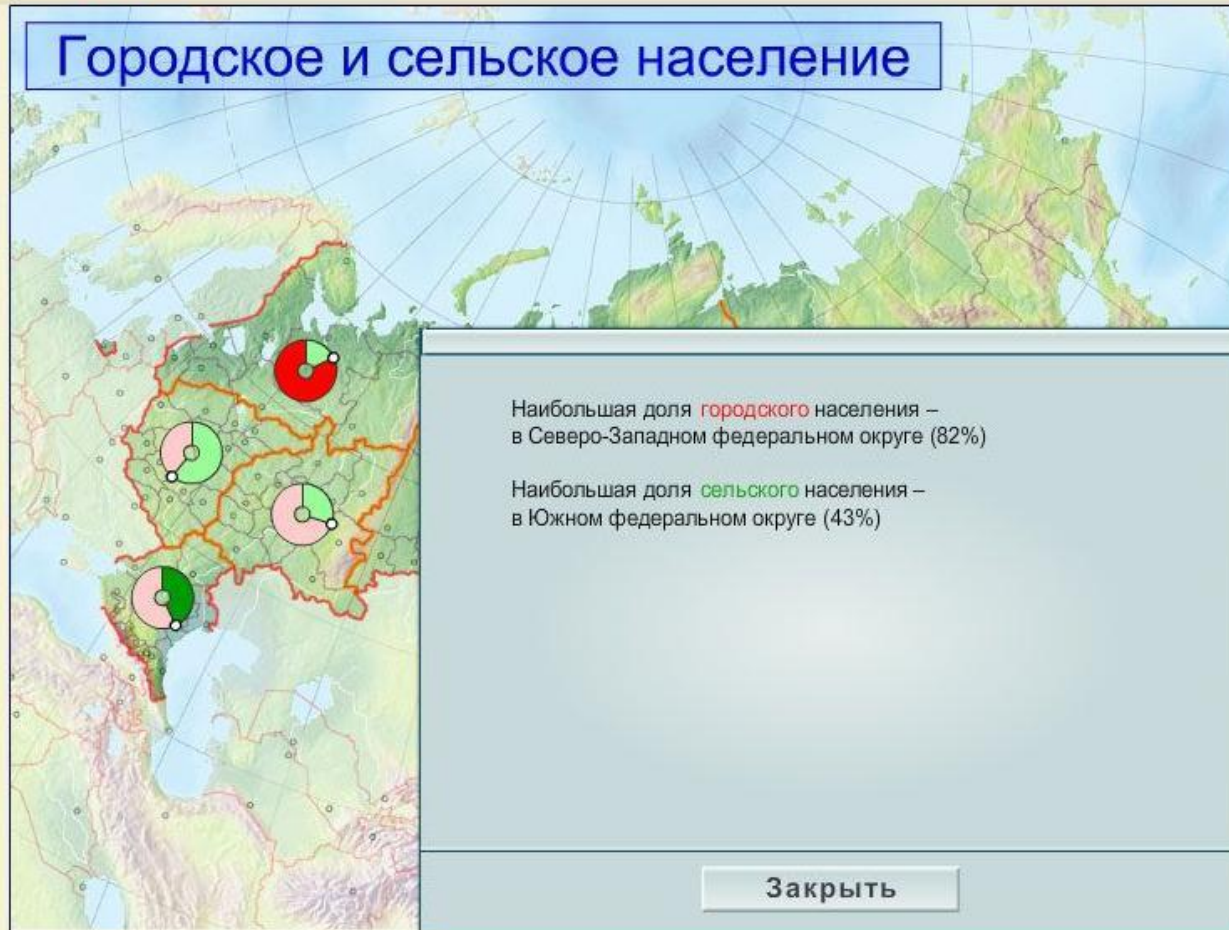 Городское и сельское население
Наибольшая доля городского населения –
в Северо-Западном федеральном округе (82%)
Наибольшая доля сельского населения –
в Южном федеральном округе (43%)
Закрыть